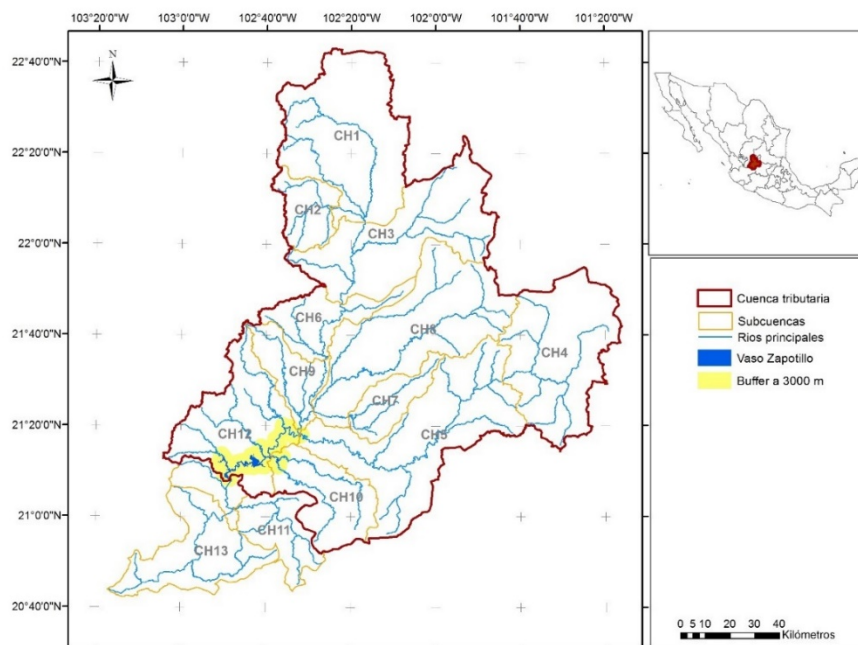 103°20'0"O 103°0'0"O 102°40'0"O 102°20'0"O 102°0'0"O 101°40'0"O 101°20'0"O
N
22°40'0"N
22°20'0"N
22°0'0"N
21°40'0"N
21°20'0"N
21°0'0"N
20°40'0"N
CH1
CH2
CH3
CH6
CH8
CH4
CH9
CH7
CH12
CH5
CH10
CH11
CH13
Cuenca tributaria
Subcuencas
Rios principales
Vaso Zapotillo
Buffer a 3000 m
0 5 10 20 30 40
Kilómetros